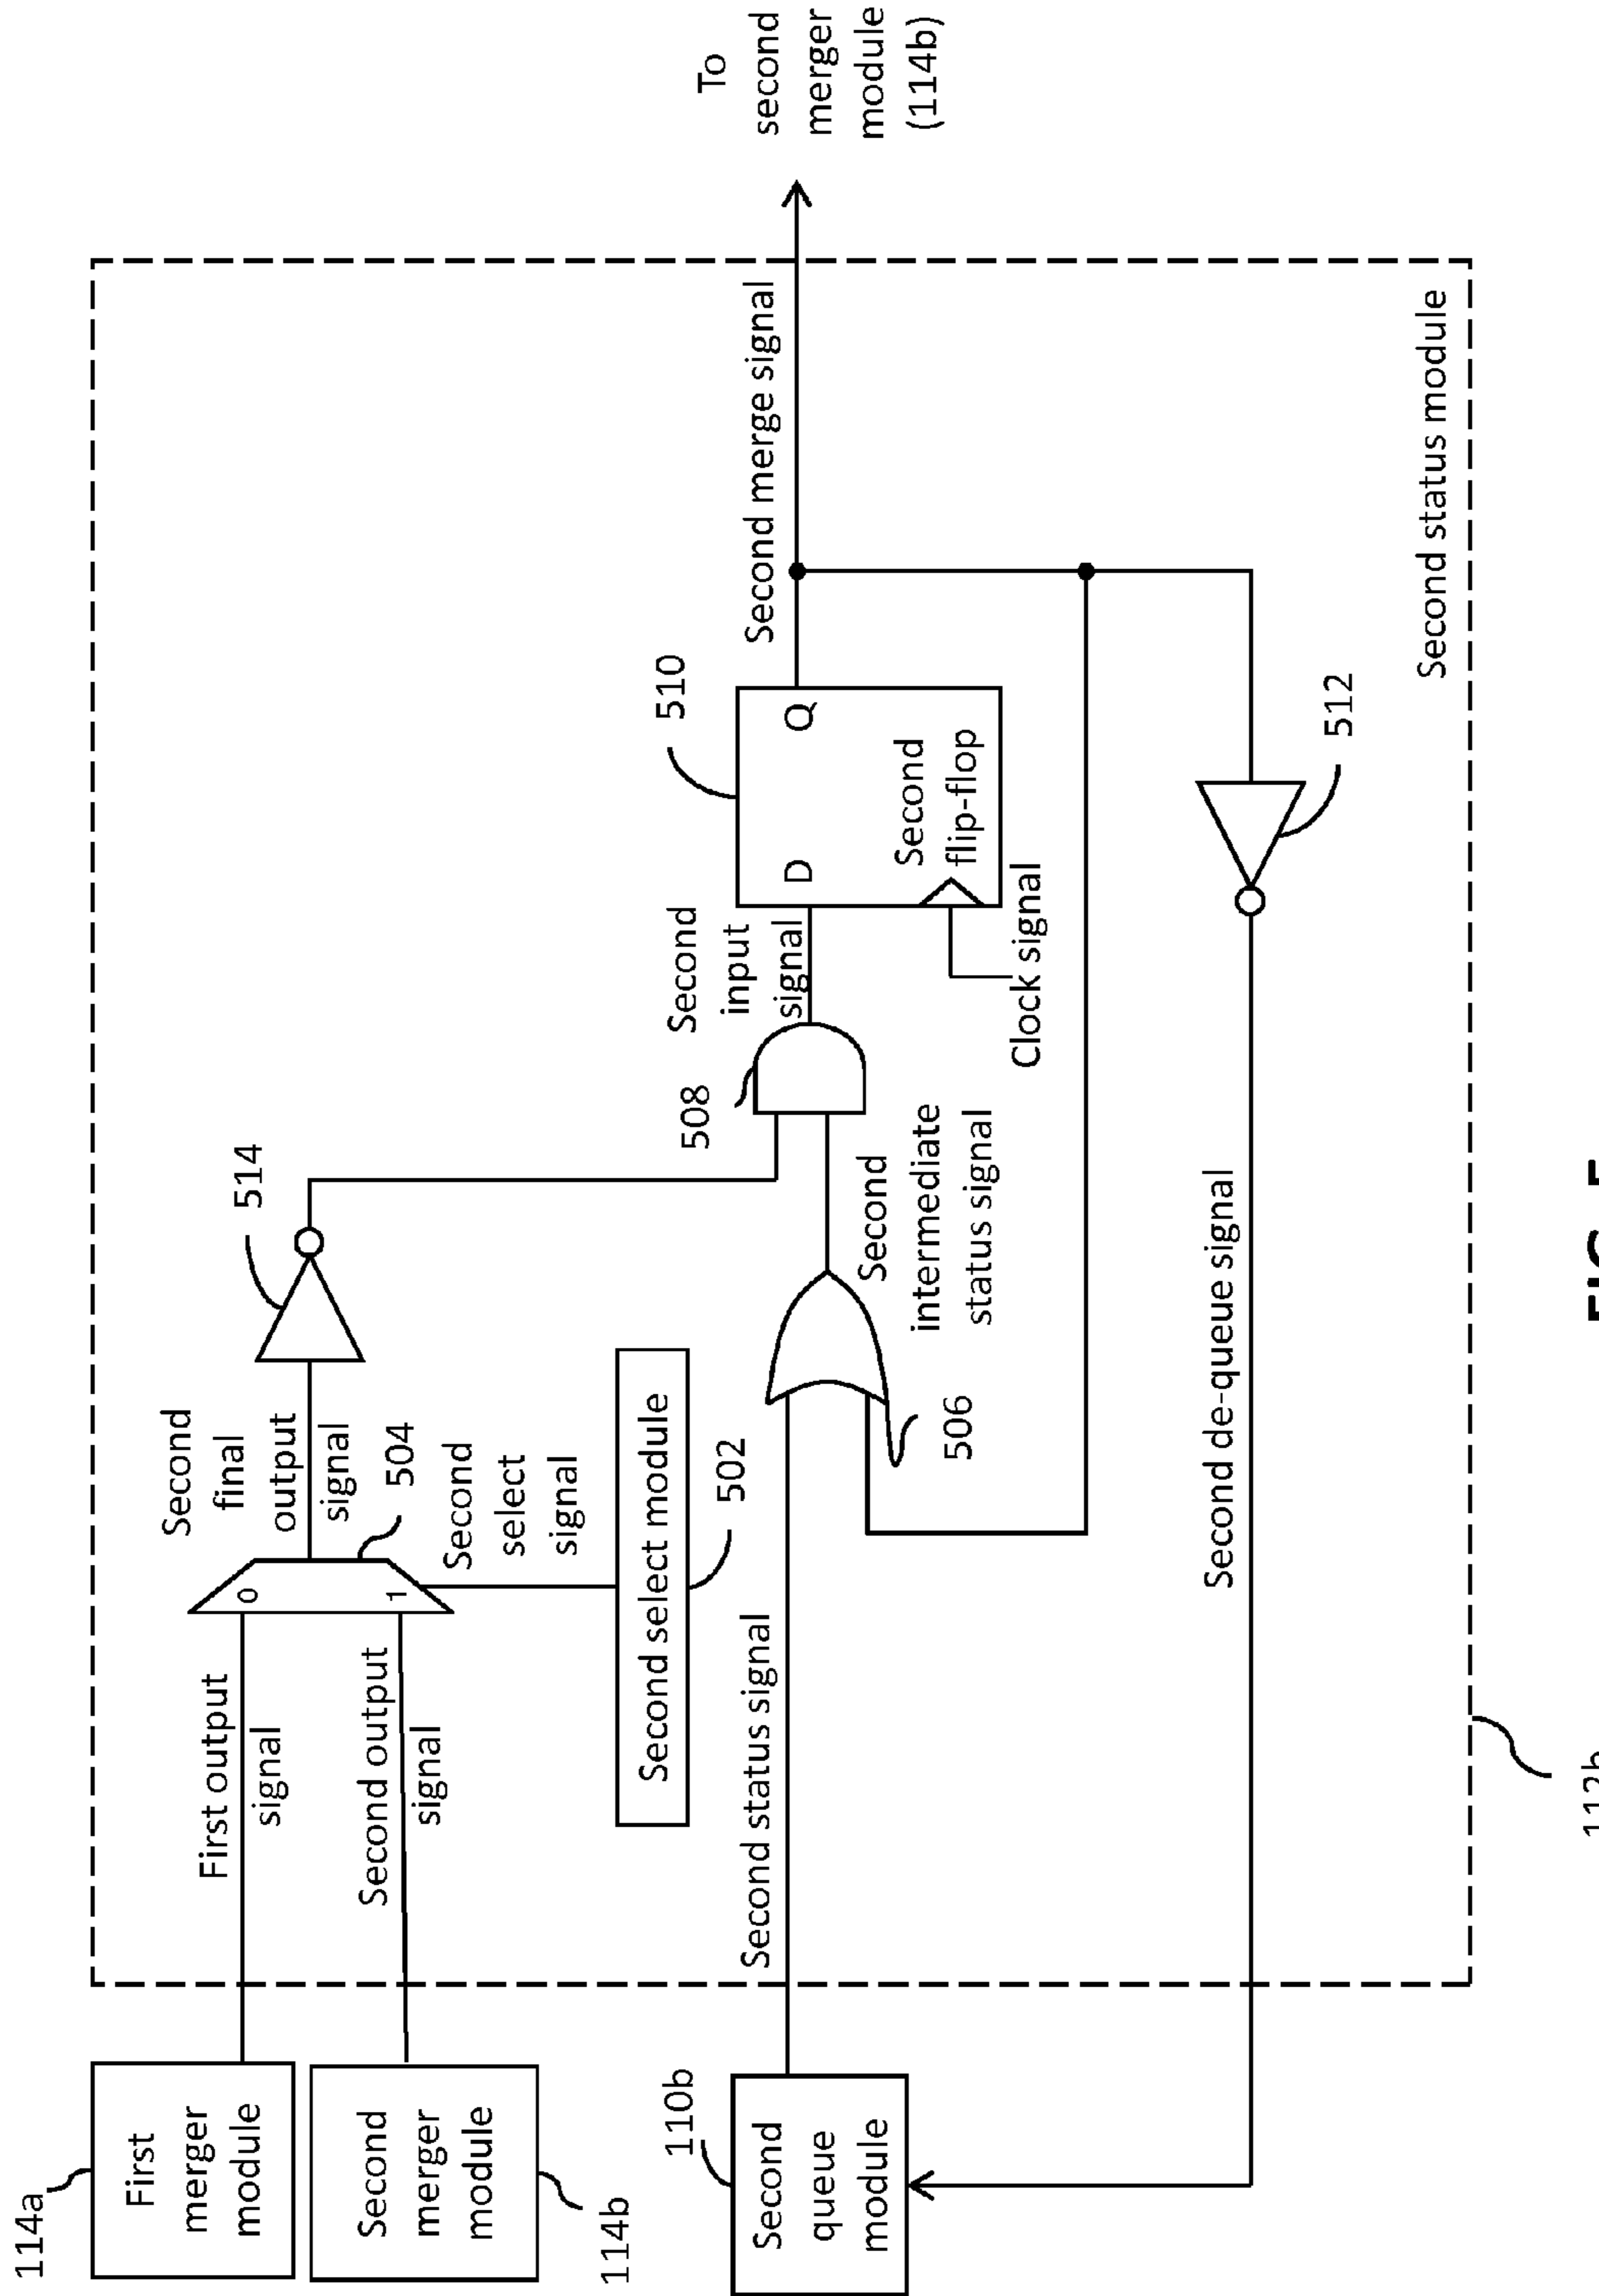 114a
First
merger
module
Second
merger
module
114b
110b
Second
queue
module
First output
signal
Second output
signal
0
1
Second
final
output
signal
504
Second
select
signal
Second select module
502
514
Second status signal
506
Second
intermediate
status signal
508
Second
input
signal
510
D
Q
Second
flip-flop
Clock signal
Second merge signal
To
second
merger
module
(114b)
512
Second de-queue signal
Second status module